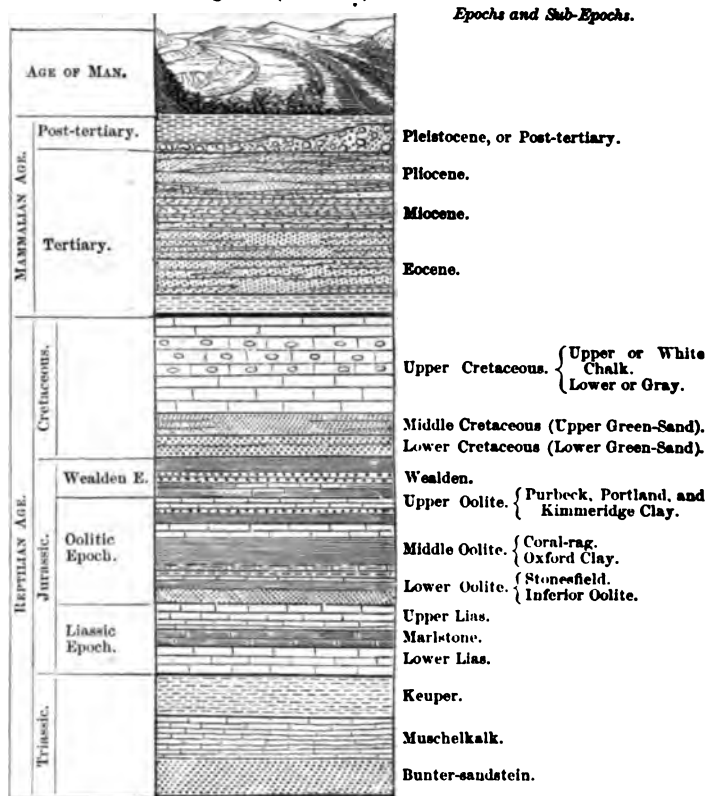 Epochs and Sub-Epochs.
AGE OF MAN.
MAMMALIAN AGE.
Post-tertiary.
Pleistocene, or Post-tertiary.
Tertiary.
Pliocene.
Miocene.
Eocene.
REPTILIAN AGE.
Cretaceous.
Upper Cretaceous. { Upper or White
Chalk.
Lower or Gray.
Middle Cretaceous (Upper Green-Sand).
Lower Cretaceous (Lower Green-Sand).
Jurassic.
Wealden E.
Wealden.
Oolitic
Epoch.
Upper Oolite. { Purbeck, Portland, and
Kimmeridge Clay.
Middle Oolite. { Coral-rag.
Oxford Clay.
Lower Oolite. { Stonesfield.
Inferior Oolite.
Liassic
Epoch.
Upper Lias.
Marlstone.
Lower Lias.
Triassic.
Keuper.
Muschelkalk.
Bunter-sandstein.